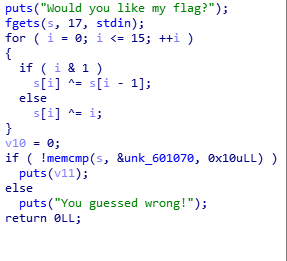 puts("Would you like my flag?");
fgets(s, 17, stdin);
for ( i = 0; i <= 15; ++i )
{
if ( i & 1 )
s[i] ^= s[i - 1];
else
s[i] ^= i;
}
v10 = 0;
if ( !memcmp(s, &unk_601070, 0x10uLL) )
puts(v11);
else
puts("You guessed wrong!");
return 0LL;